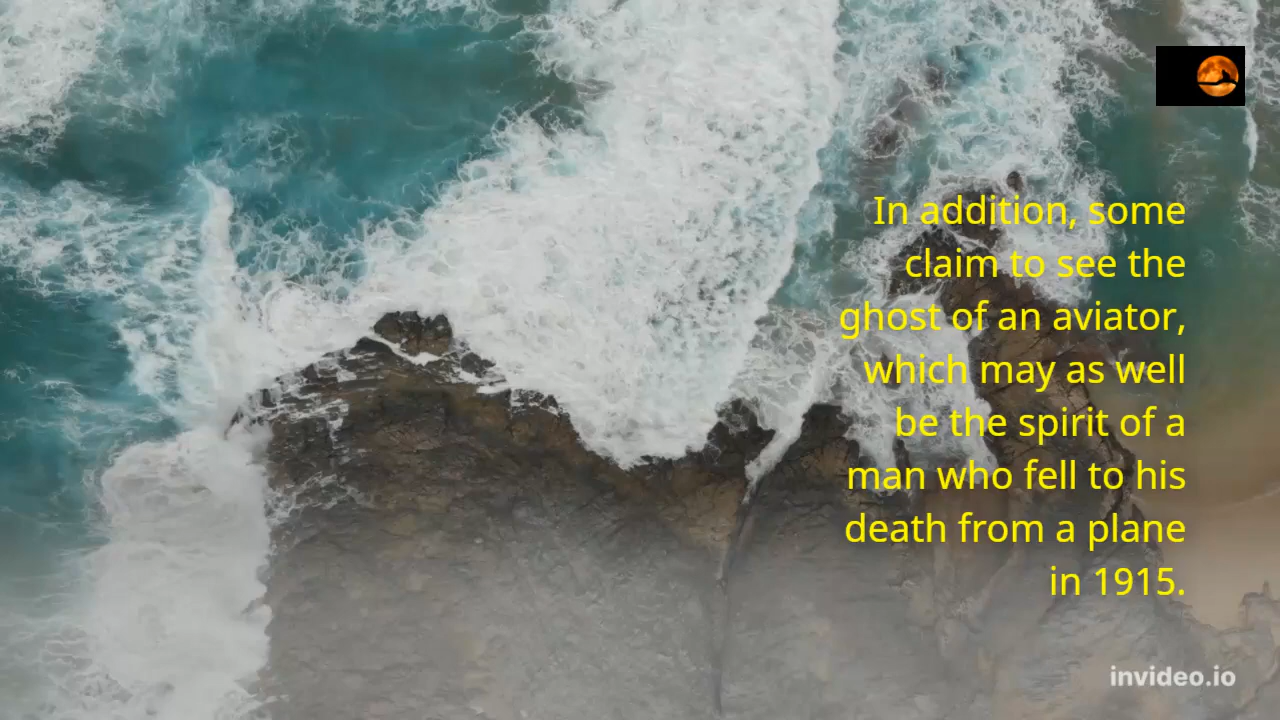 In addition, some
claim to see the
ghost of an aviator,
which may as well
be the spirit of a
man who fell to his
death from a plane
in 1915.
invideo.io